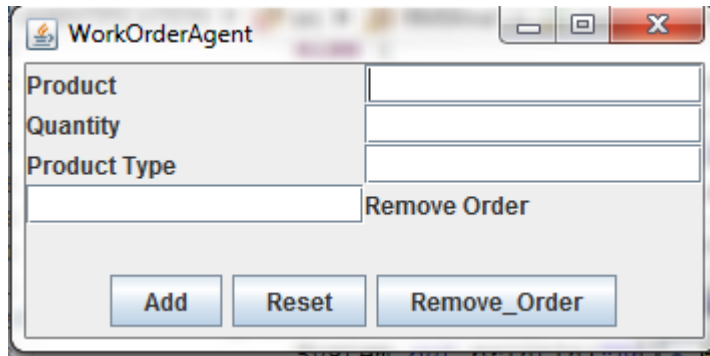 WorkOrderAgent
Product
Quantity
Product Type
Remove Order
Add Reset Remove_Order